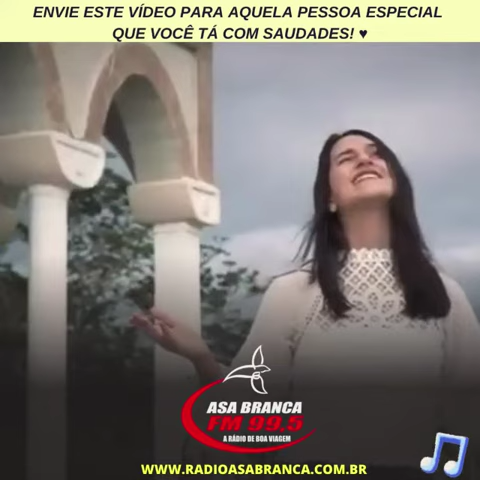 ENVIE ESTE VÍDEO PARA AQUELA PESSOA ESPECIAL
QUE VOCÊ TÁ COM SAUDADES! ♥
ASA BRANCA
FM 99.5
A RÁDIO DE BOA VIAGEM
WWW.RADIOASABRANCA.COM.BR